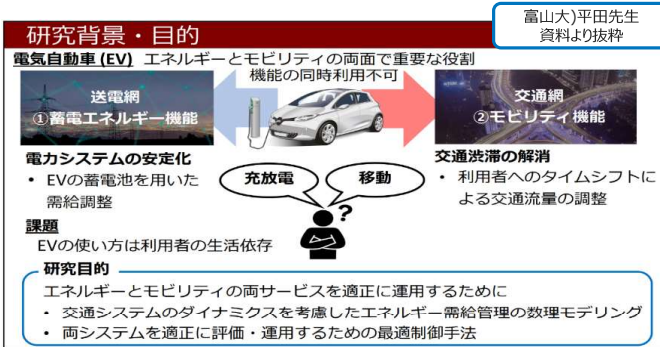 富山大)平田先生
資料より抜粋
研究背景・目的
電気自動車 (EV) エネルギーとモビリティの両面で重要な役割
機能の同時利用不可
送電網
①蓄電エネルギー機能
交通網
②モビリティ機能
電力システムの安定化
• EVの蓄電池を用いた
需給調整
充放電
移動
?
交通渋滞の解消
• 利用者へのタイムシフトに
よる交通流量の調整
課題
EVの使い方は利用者の生活依存
研究目的
エネルギーとモビリティの両サービスを適正に運用するために
• 交通システムのダイナミクスを考慮したエネルギー需給管理の数理モデリング
• 両システムを適正に評価・運用するための最適制御手法